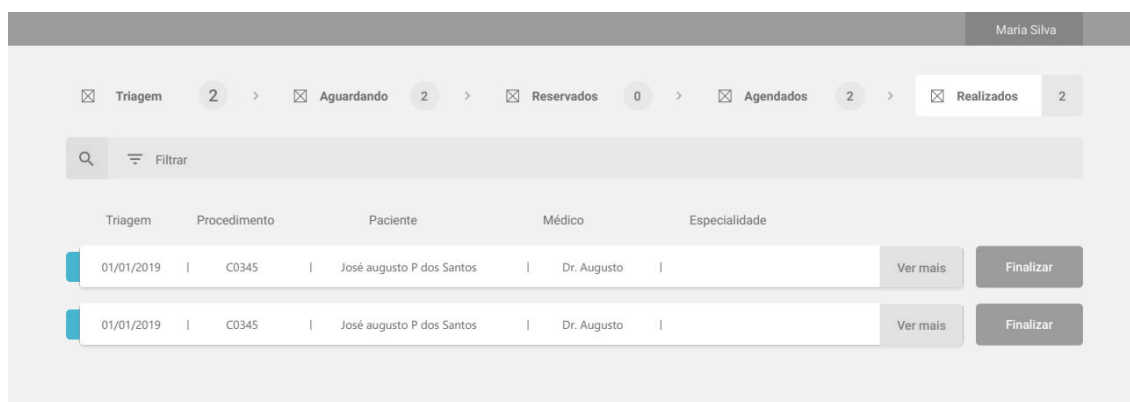 Maria Silva
Triagem 2 > Aguardando 2 > Reservados 0 > Agendados 2 > Realizados 2
Filtrar
Triagem Procedimento Paciente Médico Especialidade
01/01/2019 | C0345 | José augusto P dos Santos | Dr. Augusto | Ver mais Finalizar
01/01/2019 | C0345 | José augusto P dos Santos | Dr. Augusto | Ver mais Finalizar